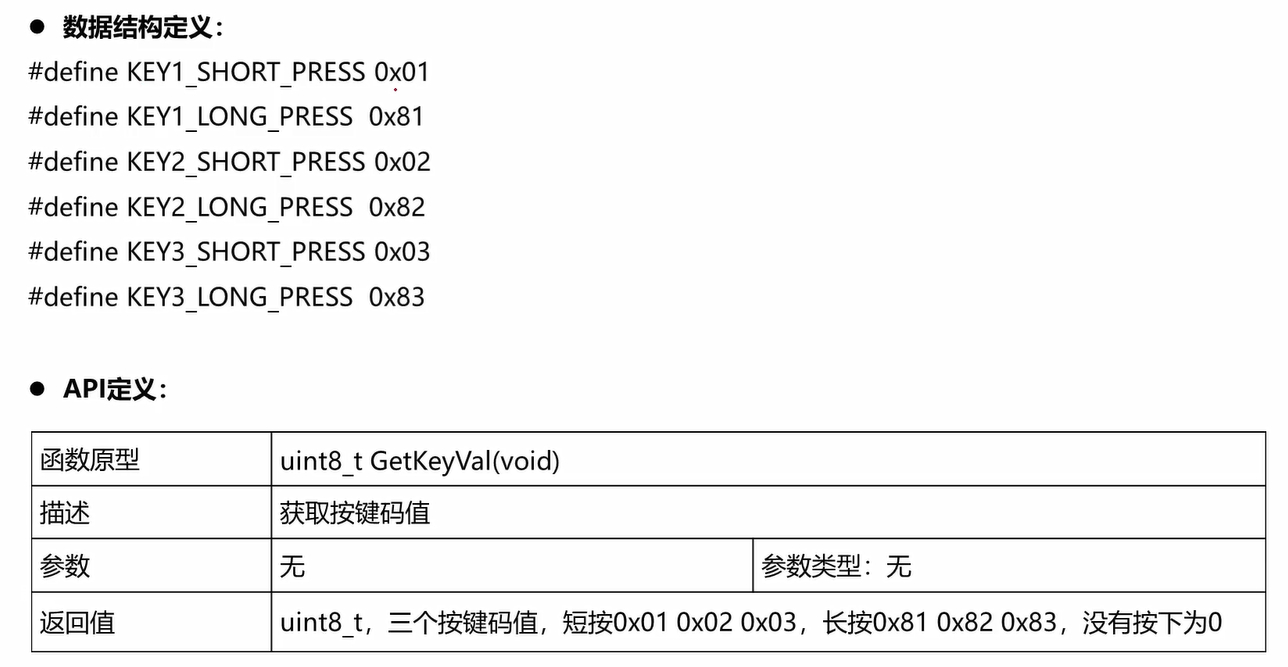 ● 数据结构定义：
#define KEY1_SHORT_PRESS 0x01
#define KEY1_LONG_PRESS  0x81
#define KEY2_SHORT_PRESS 0x02
#define KEY2_LONG_PRESS  0x82
#define KEY3_SHORT_PRESS 0x03
#define KEY3_LONG_PRESS  0x83
● API定义：
函数原型 uint8_t GetKeyVal(void)
描述 获取按键码值
参数 无 参数类型：无
返回值 uint8_t，三个按键码值，短按0x01 0x02 0x03，长按0x81 0x82 0x83，没有按下为0